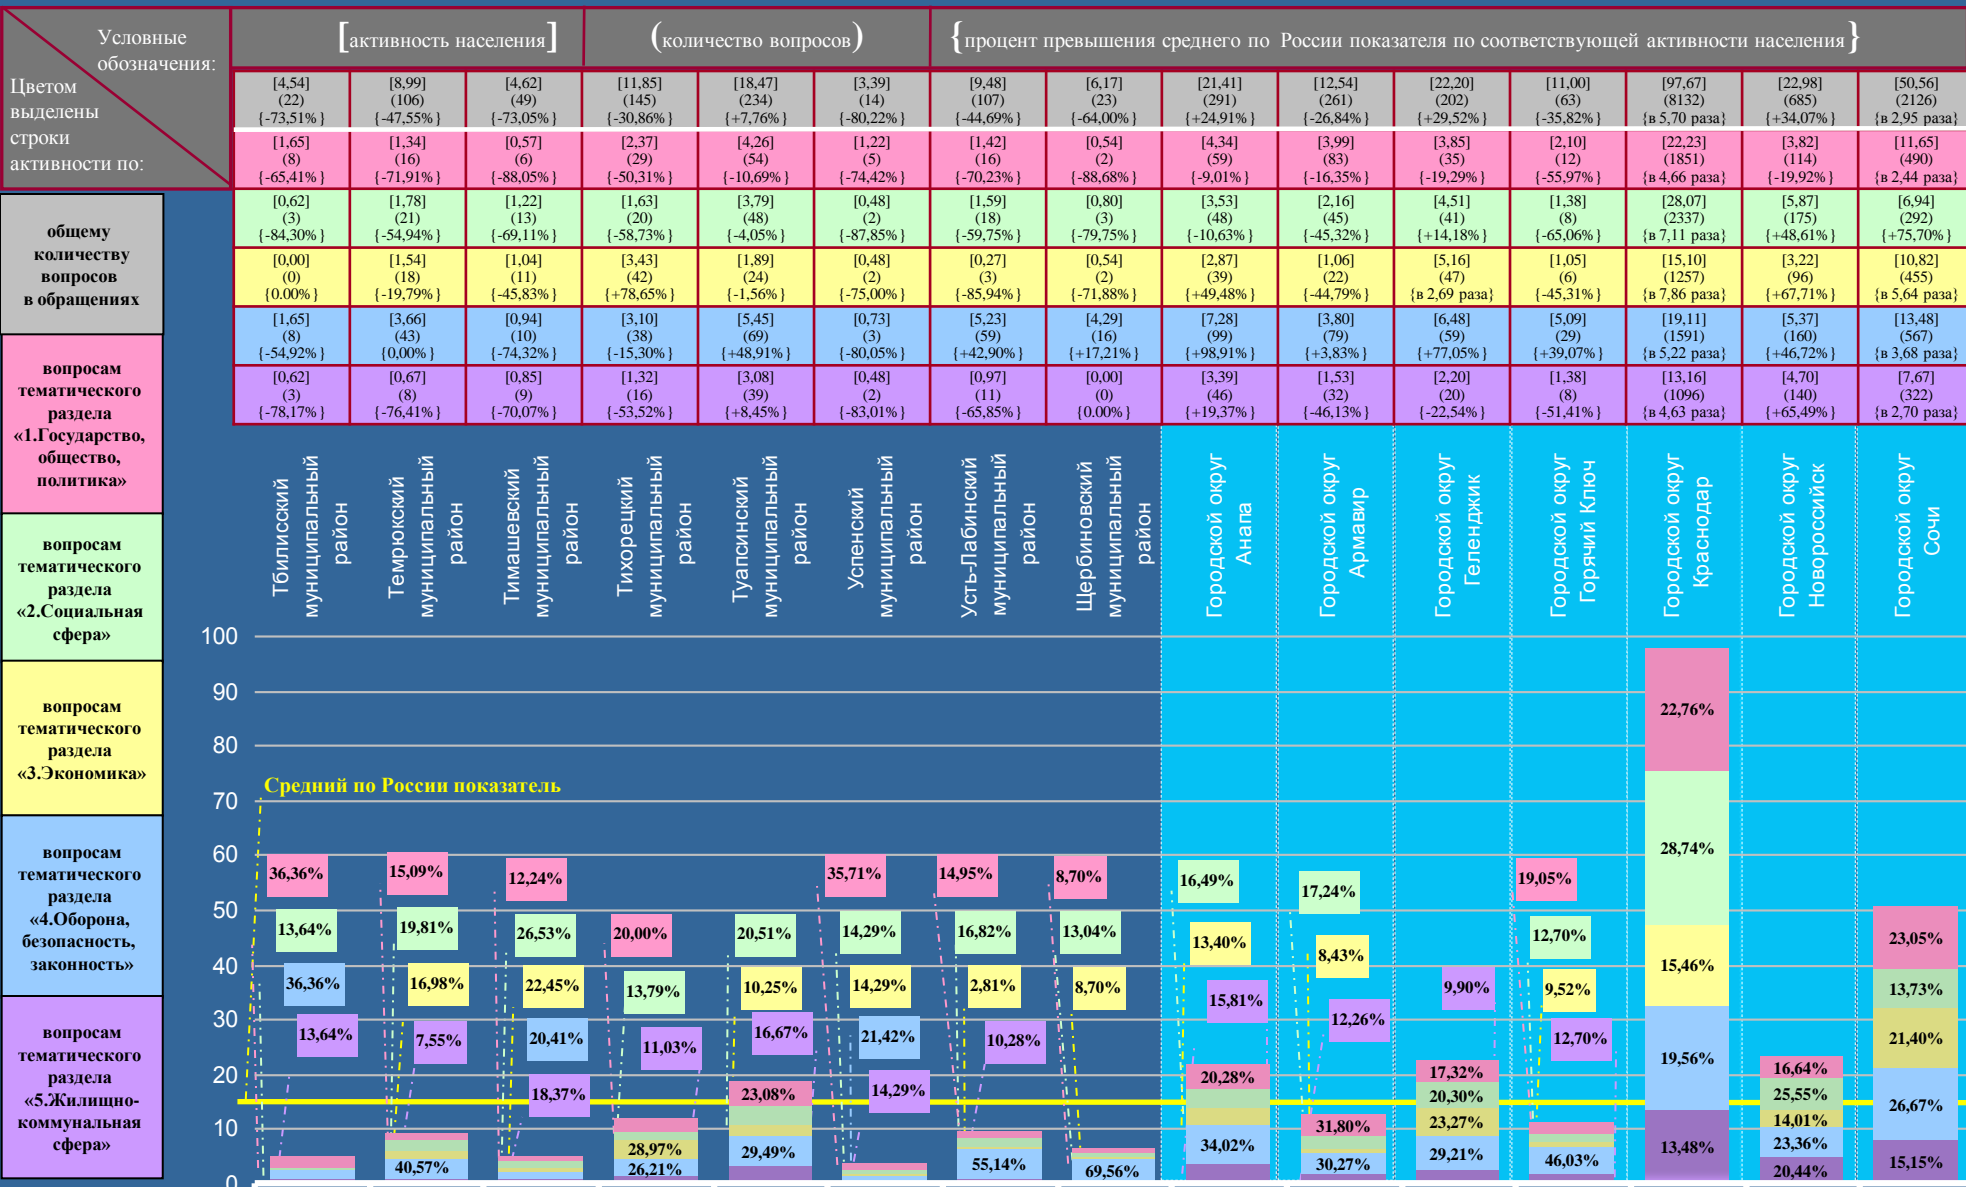 Условные
обозначения:
Цветом
выделены
строки
активности по:
[активность населения]
(количество вопросов)
{процент превышения среднего по России показателя по соответствующей активности населения}
[4,54] [8,99] [4,62] [11,85] [18,47] [3,39] [9,48] [6,17] [21,41] [12,54] [22,20] [11,00] [97,67] [22,98] [50,56]
(22) (106) (49) (145) (234) (14) (107) (23) (291) (261) (202) (63) (8132) (685) (2126)
{-73,51%} {-47,55%} {-73,05%} {-30,86%} {+7,76%} {-80,22%} {-44,69%} {-64,00%} {+24,91%} {-26,84%} {+29,52%} {-35,82%} {в 5,70 раза} {+34,07%} {в 2,95 раза}
[1,65] [1,34] [0,57] [2,37] [4,26] [1,22] [1,42] [0,54] [4,34] [3,99] [3,85] [2,10] [22,23] [3,82] [11,65]
(8) (16) (6) (29) (54) (5) (16) (2) (59) (83) (35) (12) (1851) (114) (490)
{-65,41%} {-71,91%} {-88,05%} {-50,31%} {-10,69%} {-74,42%} {-70,23%} {-88,68%} {-9,01%} {-16,35%} {-19,29%} {-55,97%} {в 4,66 раза} {-19,92%} {в 2,44 раза}
[0,62] [1,78] [1,22] [1,63] [3,79] [0,48] [1,59] [0,80] [3,53] [2,16] [4,51] [1,38] [28,07] [5,87] [6,94]
(3) (21) (13) (20) (48) (2) (18) (3) (48) (45) (41) (8) (2337) (175) (292)
{-84,30%} {-54,94%} {-69,11%} {-58,73%} {-4,05%} {-87,85%} {-59,75%} {-79,75%} {-10,63%} {-45,32%} {+14,18%} {-65,06%} {в 7,11 раза} {+48,61%} {+75,70%}
[0,00] [1,54] [1,04] [3,43] [1,89] [0,48] [0,27] [0,54] [2,87] [1,06] [5,16] [1,05] [15,10] [3,22] [10,82]
(0) (18) (11) (42) (24) (2) (3) (2) (39) (22) (47) (6) (1257) (96) (455)
{0.00%} {-19,79%} {-45,83%} {+78,65%} {-1,56%} {-75,00%} {-85,94%} {-71,88%} {+49,48%} {-44,79%} {в 2,69 раза} {-45,31%} {в 7,86 раза} {+67,71%} {в 5,64 раза}
[1,65] [3,66] [0,94] [3,10] [5,45] [0,73] [5,23] [4,29] [7,28] [3,80] [6,48] [5,09] [19,11] [5,37] [13,48]
(8) (43) (10) (38) (69) (3) (59) (16) (99) (79) (59) (29) (1591) (160) (567)
{-54,92%} {0,00%} {-74,32%} {-15,30%} {+48,91%} {-80,05%} {+42,90%} {+17,21%} {+98,91%} {+3,83%} {+77,05%} {+39,07%} {в 5,22 раза} {+46,72%} {в 3,68 раза}
[0,62] [0,67] [0,85] [1,32] [3,08] [0,48] [0,97] [0,00] [3,39] [1,53] [2,20] [1,38] [13,16] [4,70] [7,67]
(3) (8) (9) (16) (39) (2) (11) (0) (46) (32) (20) (8) (1096) (140) (322)
{-78,17%} {-76,41%} {-70,07%} {-53,52%} {+8,45%} {-83,01%} {-65,85%} {0.00%} {+19,37%} {-46,13%} {-22,54%} {-51,41%} {в 4,63 раза} {+65,49%} {в 2,70 раза}
общему
количеству
вопросов
в обращениях
вопросам
тематического
раздела
«1.Государство,
общество,
политика»
вопросам
тематического
раздела
«2.Социальная
сфера»
вопросам
тематического
раздела
«3.Экономика»
вопросам
тематического
раздела
«4.Оборона,
безопасность,
законность»
вопросам
тематического
раздела
«5.Жилищно-
коммунальная
сфера»
Тбилисский
муниципальный
район
Темрюкский
муниципальный
район
Тимашевский
муниципальный
район
Тихорецкий
муниципальный
район
Туапсинский
муниципальный
район
Успенский
муниципальный
район
Усть-Лабинский
муниципальный
район
Щербиновский
муниципальный
район
Городской округ
Анапа
Городской округ
Армавир
Городской округ
Геленджик
Городской округ
Горячий Ключ
Городской округ
Краснодар
Городской округ
Новороссийск
Городской округ
Сочи
100
90
80
70
60
50
40
30
20
10
0
Средний по России показатель
36,36%
13,64%
36,36%
13,64%
15,09%
19,81%
16,98%
7,55%
40,57%
12,24%
26,53%
22,45%
20,41%
18,37%
20,00%
13,79%
11,03%
28,97%
26,21%
20,51%
10,25%
16,67%
23,08%
29,49%
35,71%
14,29%
14,29%
21,42%
14,29%
14,95%
16,82%
2,81%
10,28%
55,14%
8,70%
13,04%
8,70%
69,56%
16,49%
13,40%
15,81%
20,28%
34,02%
17,24%
8,43%
12,26%
31,80%
30,27%
9,90%
17,32%
20,30%
23,27%
29,21%
19,05%
12,70%
9,52%
12,70%
46,03%
22,76%
28,74%
15,46%
19,56%
13,48%
16,64%
25,55%
14,01%
23,36%
20,44%
23,05%
13,73%
21,40%
26,67%
15,15%